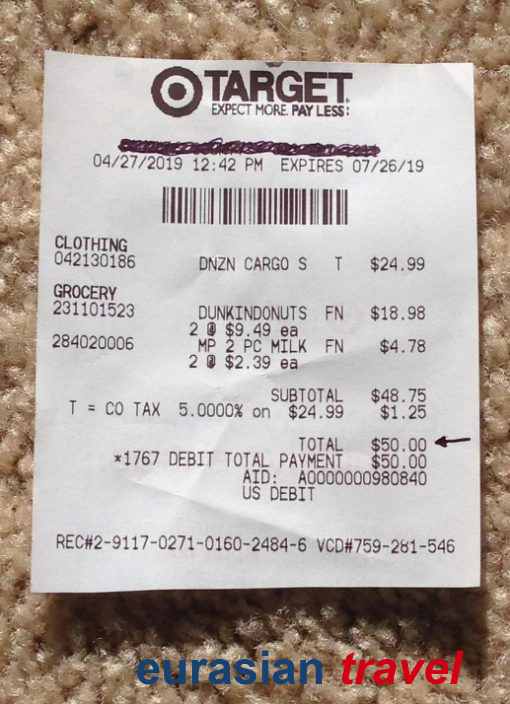 TARGET
EXPECT MORE. PAY LESS.
04/27/2019 12:42 PM EXPIRES 07/26/19
CLOTHING
042130186 DNZN CARGO S T $24.99
GROCERY
231101523 DUNKINDONUTS FN $18.98
2 @ $9.49 ea
284020006 MP 2 PC MILK FN $4.78
2 @ $2.39 ea
SUBTOTAL $48.75
T = CO TAX 5.0000% on $24.99 $1.25
TOTAL $50.00
*1767 DEBIT TOTAL PAYMENT $50.00
AID: A0000000980840
US DEBIT
REC#2-9117-0271-0160-2484-6 VCD#759-281-546
eurasian travel